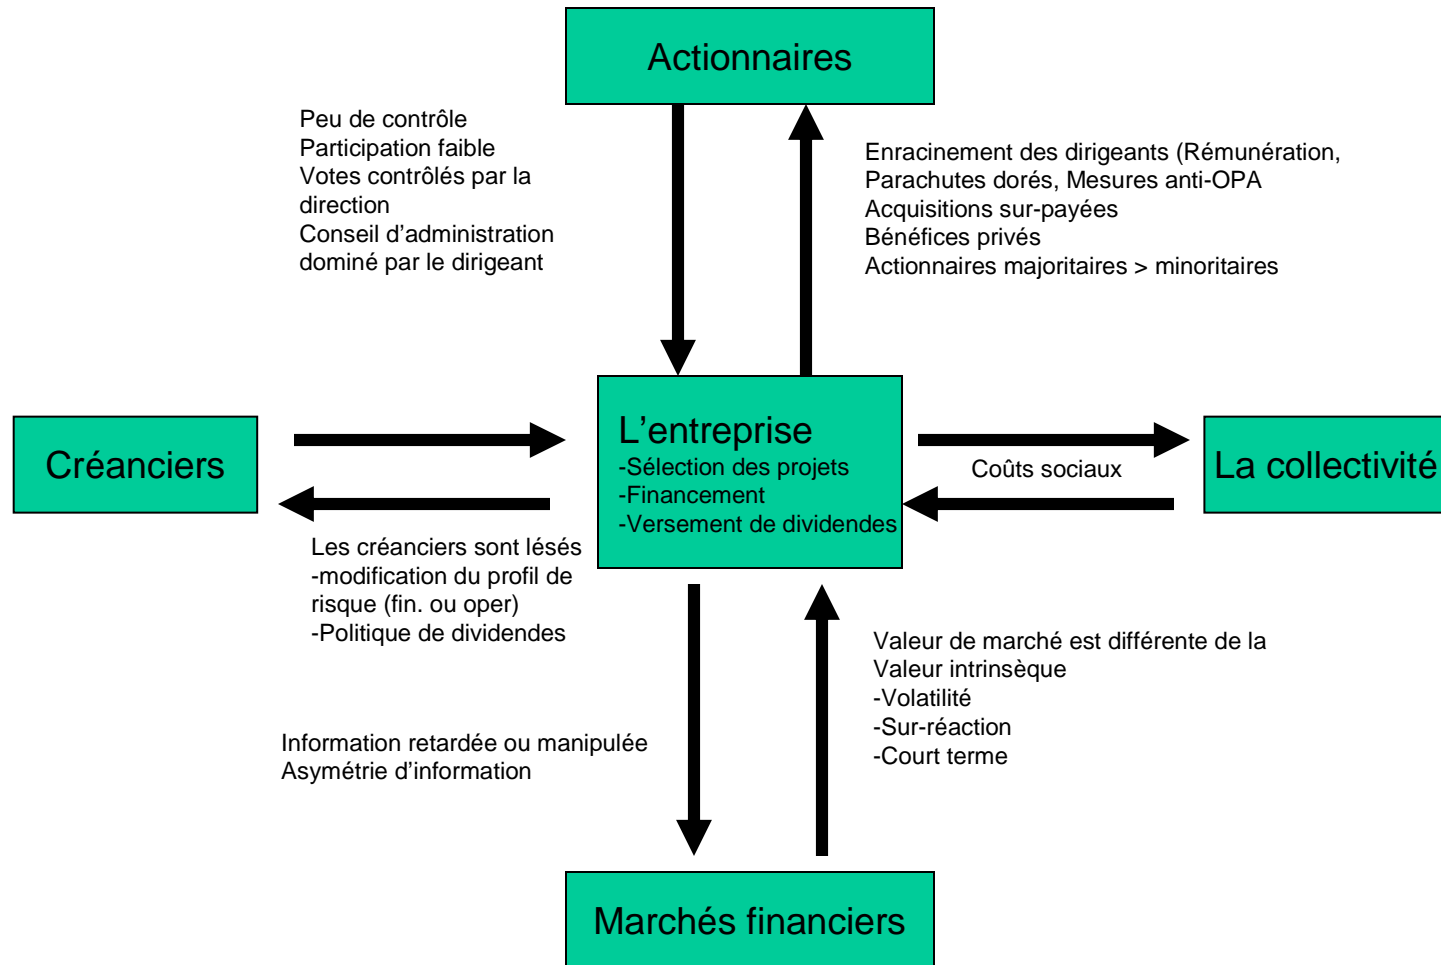 Actionnaires
Peu de contrôle
Participation faible
Votes contrôlés par la
direction
Conseil d'administration
dominé par le dirigeant
Enracinement des dirigeants (Rémunération,
Parachutes dorés, Mesures anti-OPA
Acquisitions sur-payées
Bénéfices privés
Actionnaires majoritaires > minoritaires
Créanciers
L'entreprise
-Sélection des projets
-Financement
-Versement de dividendes
Coûts sociaux
La collectivité
Les créanciers sont lésés
-modification du profil de
risque (fin. ou oper)
-Politique de dividendes
Valeur de marché est différente de la
Valeur intrinsèque
-Volatilité
-Sur-réaction
-Court terme
Information retardée ou manipulée
Asymétrie d'information
Marchés financiers